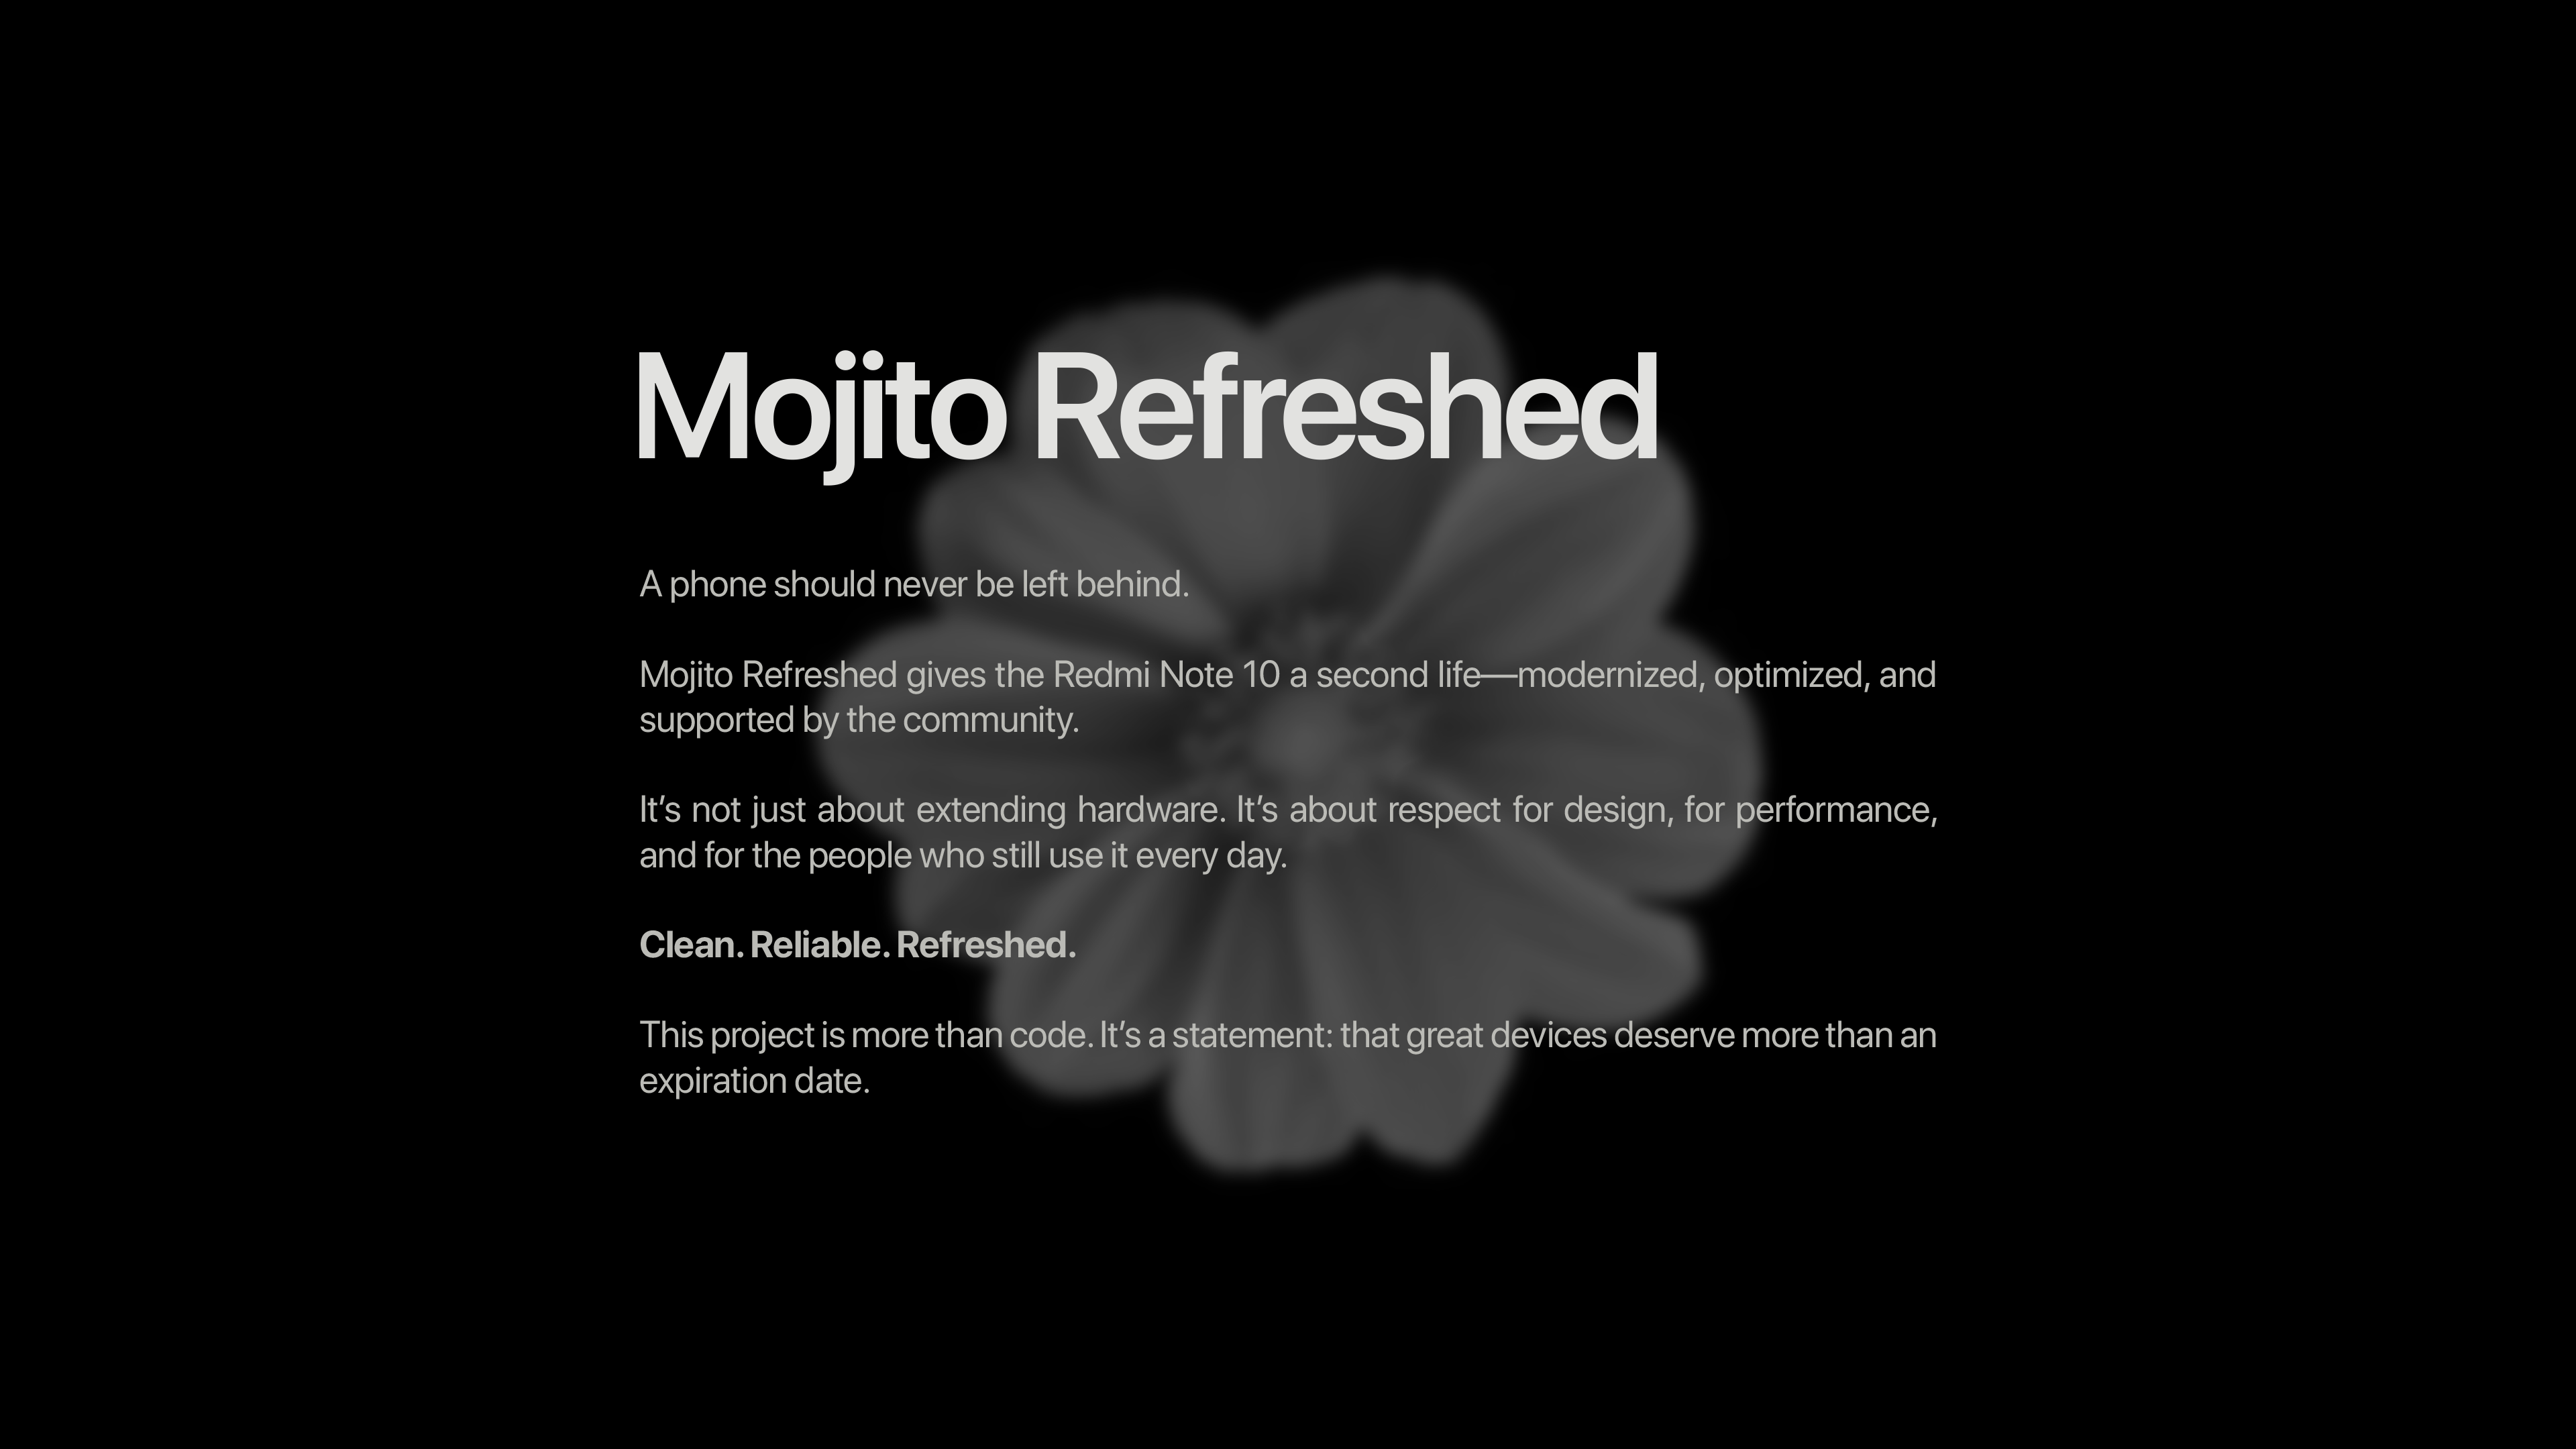 Mojito Refreshed
A phone should never be left behind.
Mojito Refreshed gives the Redmi Note 10 a second life—modernized, optimized, and
supported by the community.
It’s not just about extending hardware. It’s about respect for design, for performance,
and for the people who still use it every day.
Clean. Reliable. Refreshed.
This project is more than code. It’s a statement: that great devices deserve more than an
expiration date.